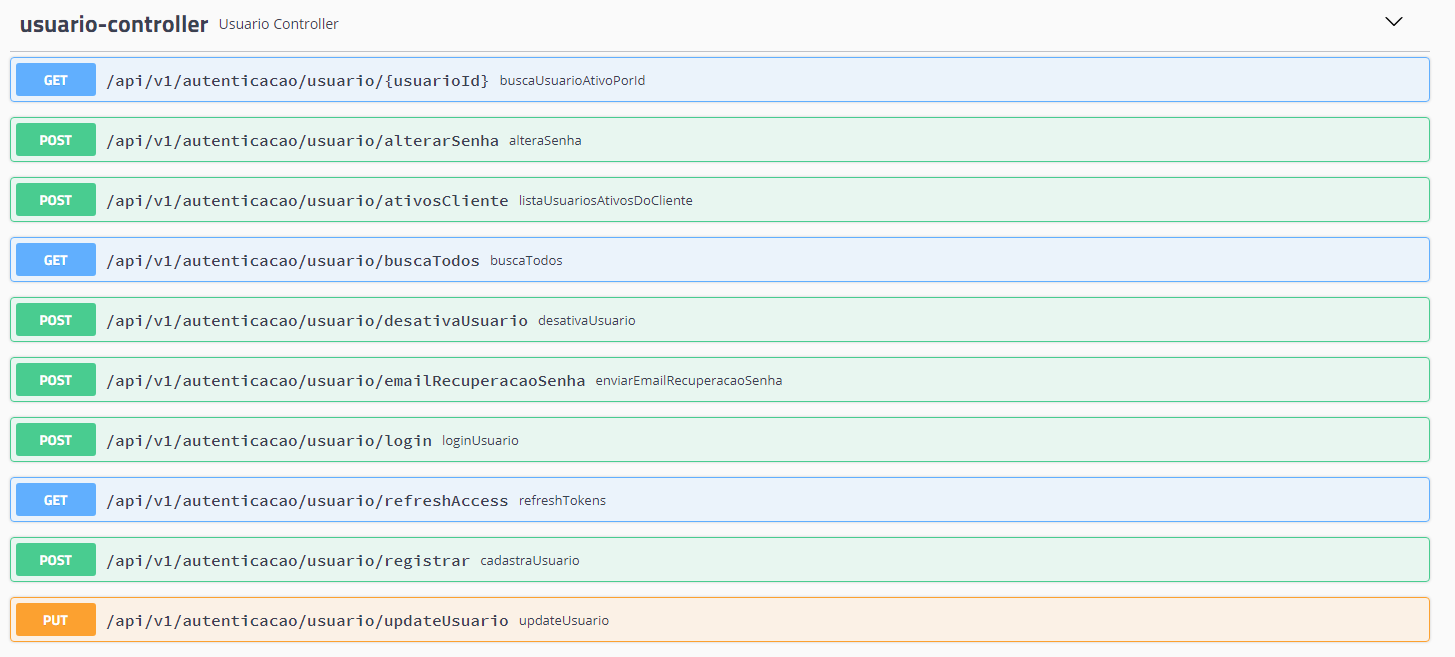 usuario-controller Usuario Controller
GET /api/v1/autenticacao/usuario/{usuarioId} buscaUsuarioAtivoPorId
POST /api/v1/autenticacao/usuario/alterarSenha alteraSenha
POST /api/v1/autenticacao/usuario/ativosCliente listaUsuariosAtivosDoCliente
GET /api/v1/autenticacao/usuario/buscaTodos buscaTodos
POST /api/v1/autenticacao/usuario/desativaUsuario desativaUsuario
POST /api/v1/autenticacao/usuario/emailRecuperacaoSenha enviarEmailRecuperacaoSenha
POST /api/v1/autenticacao/usuario/login loginUsuario
GET /api/v1/autenticacao/usuario/refreshAccess refreshTokens
POST /api/v1/autenticacao/usuario/registrar cadastraUsuario
PUT /api/v1/autenticacao/usuario/updateUsuario updateUsuario